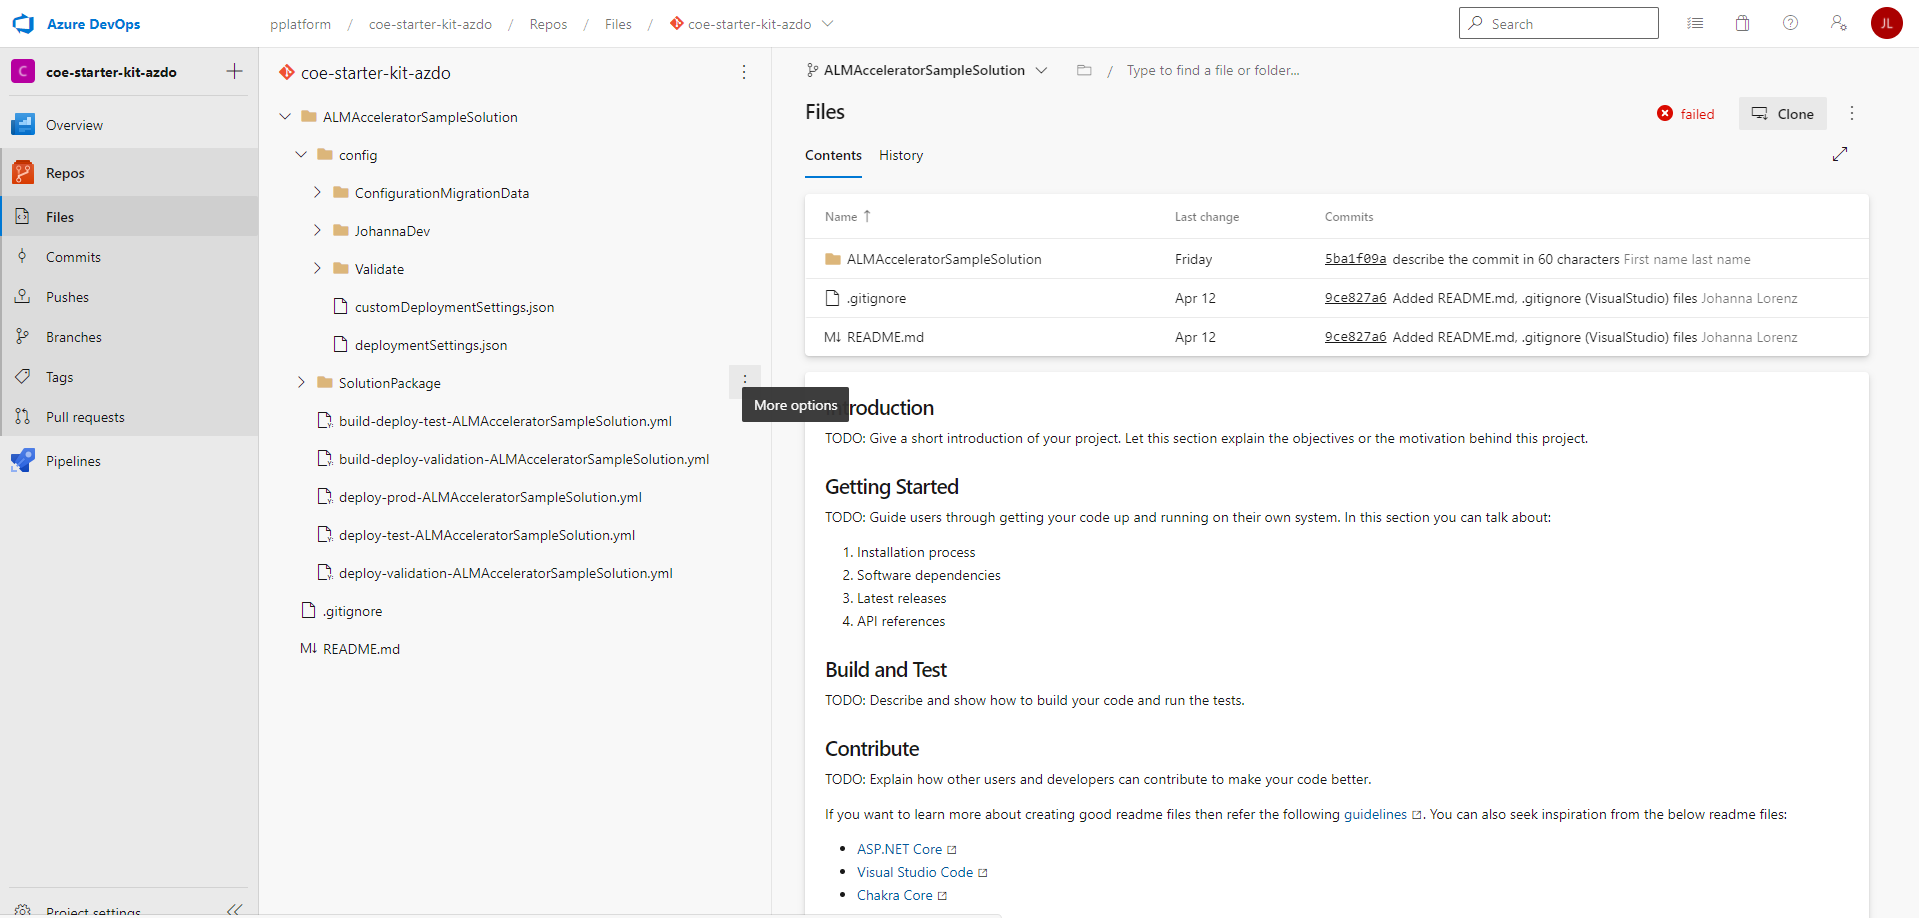 Azure DevOps
pplatform / coe-starter-kit-azdo / Repos / Files / coe-starter-kit-azdo
Search
JL
C coe-starter-kit-azdo
Overview
Repos
Files
Commits
Pushes
Branches
Tags
Pull requests
Pipelines
Project settings
coe-starter-kit-azdo
ALMAcceleratorSampleSolution
config
ConfigurationMigrationData
JohannaDev
Validate
customDeploymentSettings.json
deploymentSettings.json
SolutionPackage
build-deploy-test-ALMAcceleratorSampleSolution.yml
build-deploy-validation-ALMAcceleratorSampleSolution.yml
deploy-prod-ALMAcceleratorSampleSolution.yml
deploy-test-ALMAcceleratorSampleSolution.yml
deploy-validation-ALMAcceleratorSampleSolution.yml
.gitignore
M↓ README.md
More options
ALMAcceleratorSampleSolution / Type to find a file or folder...
Files
failed
Clone
Contents History
Name ↑ Last change Commits
ALMAcceleratorSampleSolution Friday 5ba1f09a describe the commit in 60 characters First name last name
.gitignore Apr 12 9ce827a6 Added README.md, .gitignore (VisualStudio) files Johanna Lorenz
M↓ README.md Apr 12 9ce827a6 Added README.md, .gitignore (VisualStudio) files Johanna Lorenz
troduction
TODO: Give a short introduction of your project. Let this section explain the objectives or the motivation behind this project.
Getting Started
TODO: Guide users through getting your code up and running on their own system. In this section you can talk about:
1. Installation process
2. Software dependencies
3. Latest releases
4. API references
Build and Test
TODO: Describe and show how to build your code and run the tests.
Contribute
TODO: Explain how other users and developers can contribute to make your code better.
If you want to learn more about creating good readme files then refer the following guidelines. You can also seek inspiration from the below readme files:
• ASP.NET Core
• Visual Studio Code
• Chakra Core